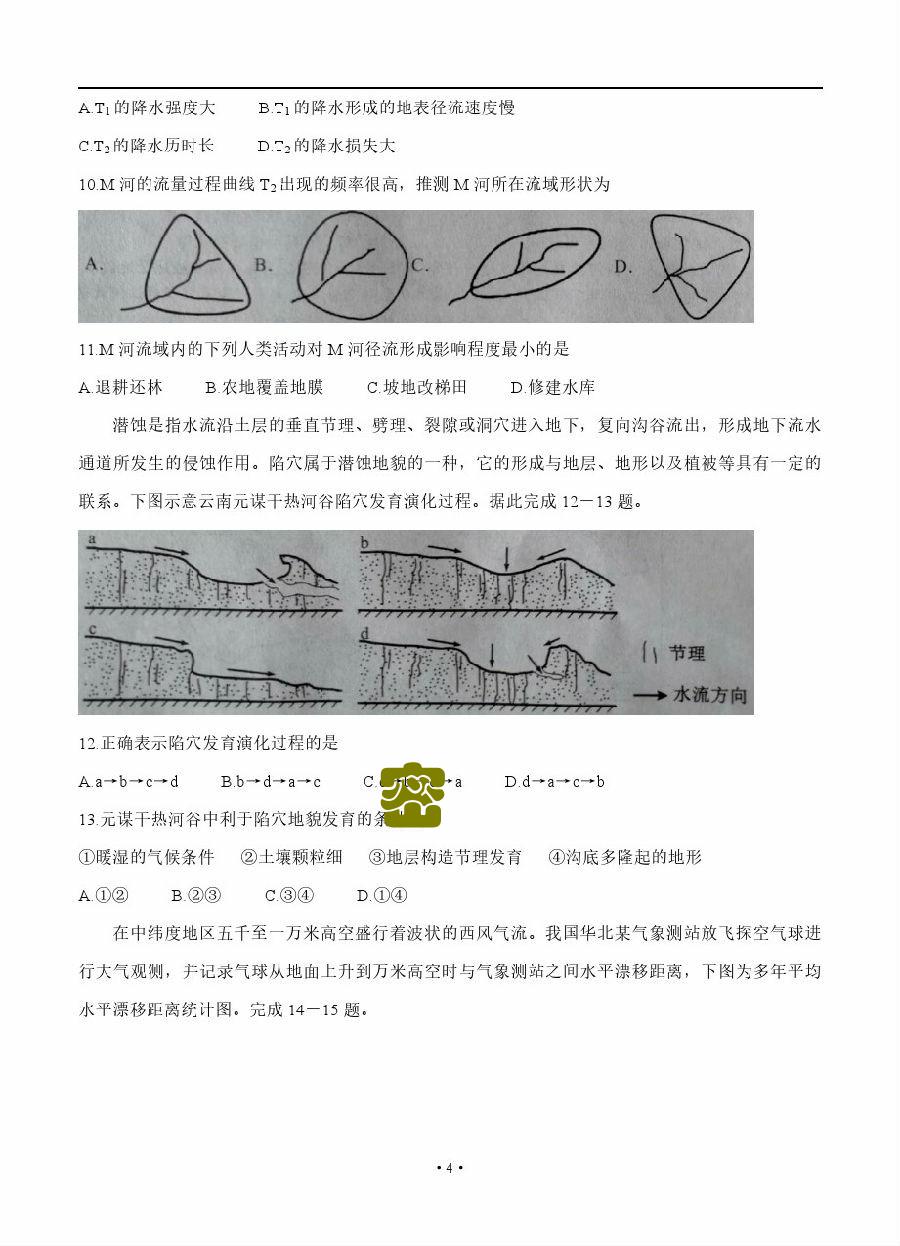 A.T1的降水强度大 B.T1的降水形成的地表径流速度慢
C.T2的降水历时长 D.T2的降水损失大
10.M 河的流量过程曲线 T2出现的频率很高，推测 M 河所在流域形状为
A. B. C. D.
11.M 河流域内的下列人类活动对 M 河径流形成影响程度最小的是
A.退耕还林 B.农地覆盖地膜 C.坡地改梯田 D.修建水库
潜蚀是指水流沿土层的垂直节理、劈理、裂隙或洞穴进入地下，复向沟谷流出，形成地下流水
通道所发生的侵蚀作用。陷穴属于潜蚀地貌的一种，它的形成与地层、地形以及植被等具有一定的
联系。下图示意云南元谋干热河谷陷穴发育演化过程。据此完成 12－13 题。
a b
c d
节理
水流方向
12.正确表示陷穴发育演化过程的是
A.a→b→c→d B.b→d→a→c C. →a D.d→a→c→b
13.元谋干热河谷中利于陷穴地貌发育的条
①暖湿的气候条件 ②土壤颗粒细 ③地层构造节理发育 ④沟底多隆起的地形
A.①② B.②③ C.③④ D.①④
在中纬度地区五千至一万米高空盛行着波状的西风气流。我国华北某气象测站放飞探空气球进
行大气观测，并记录气球从地面上升到万米高空时与气象测站之间水平漂移距离，下图为多年平均
水平漂移距离统计图。完成 14－15 题。
·4·